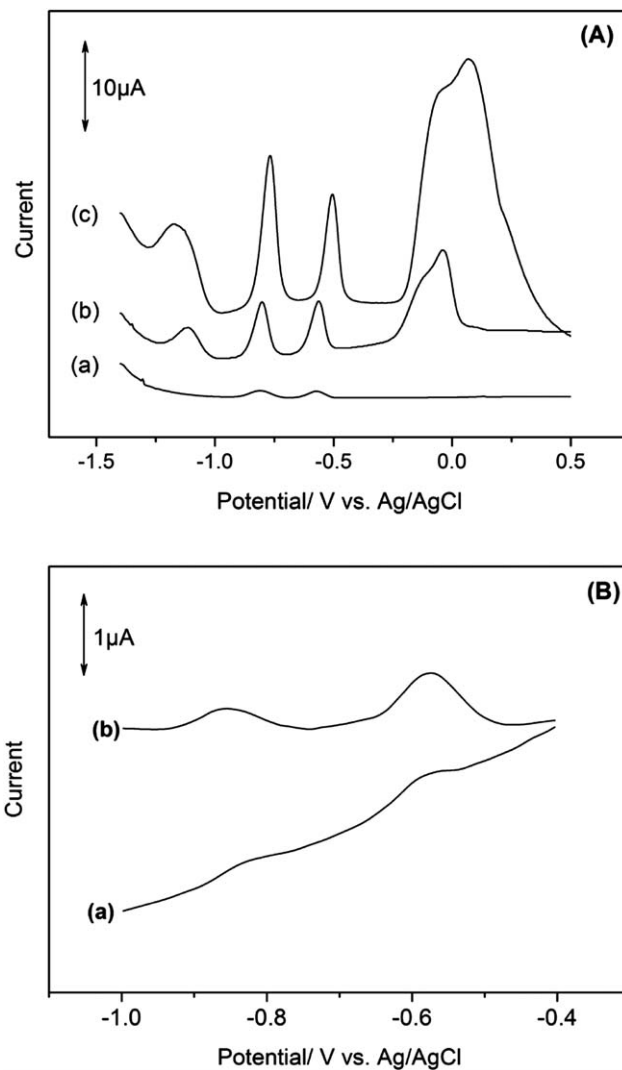 (A)
10µA
(c)
(b)
(a)
Current
-1.5 -1.0 -0.5 0.0 0.5
Potential/ V vs. Ag/AgCl
(B)
1µA
(b)
(a)
Current
-1.0 -0.8 -0.6 -0.4
Potential/ V vs. Ag/AgCl